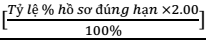 [Tỷ lệ % hồ sơ đúng hạn ×2.00
100%]